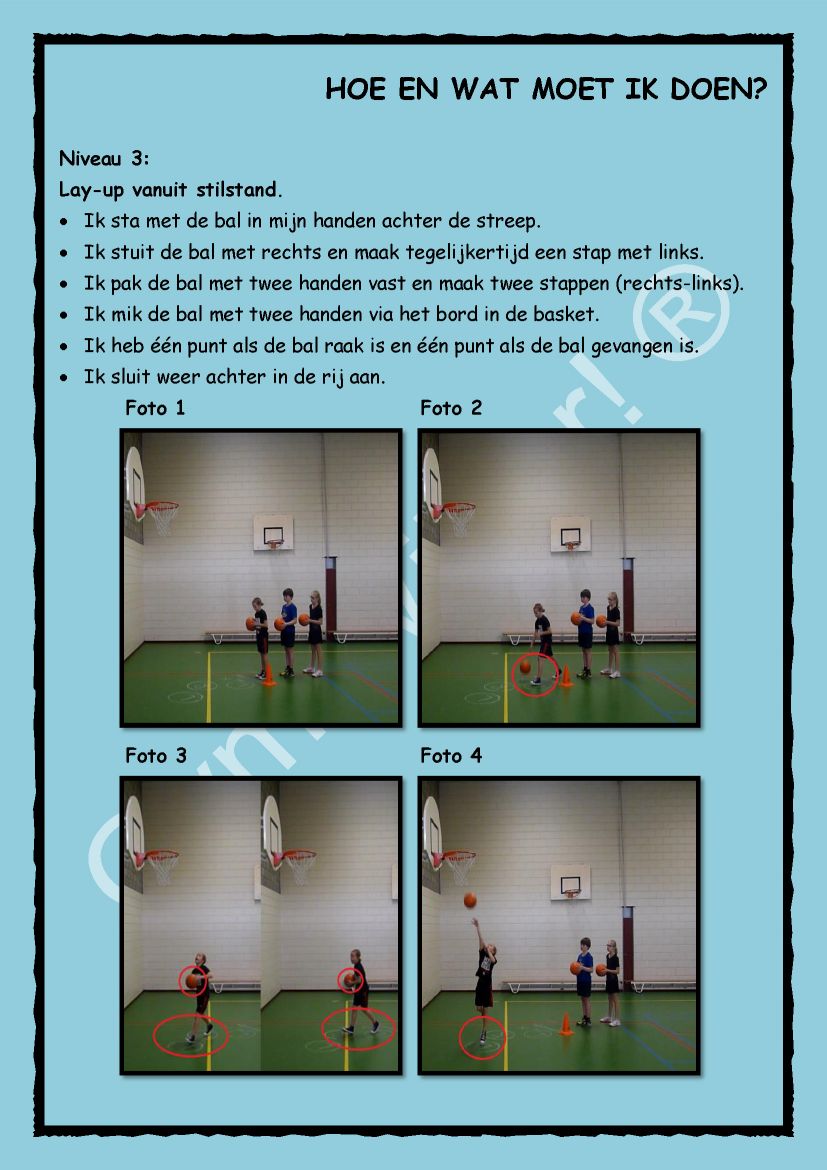 HOE EN WAT MOET IK DOEN?
Niveau 3:
Lay-up vanuit stilstand.
• Ik sta met de bal in mijn handen achter de streep.
• Ik stuit de bal met rechts en maak tegelijkertijd een stap met links.
• Ik pak de bal met twee handen vast en maak twee stappen (rechts-links).
• Ik mik de bal met twee handen via het bord in de basket.
• Ik heb één punt als de bal raak is en één punt als de bal gevangen is.
• Ik sluit weer achter in de rij aan.
Foto 1 Foto 2
Foto 3 Foto 4